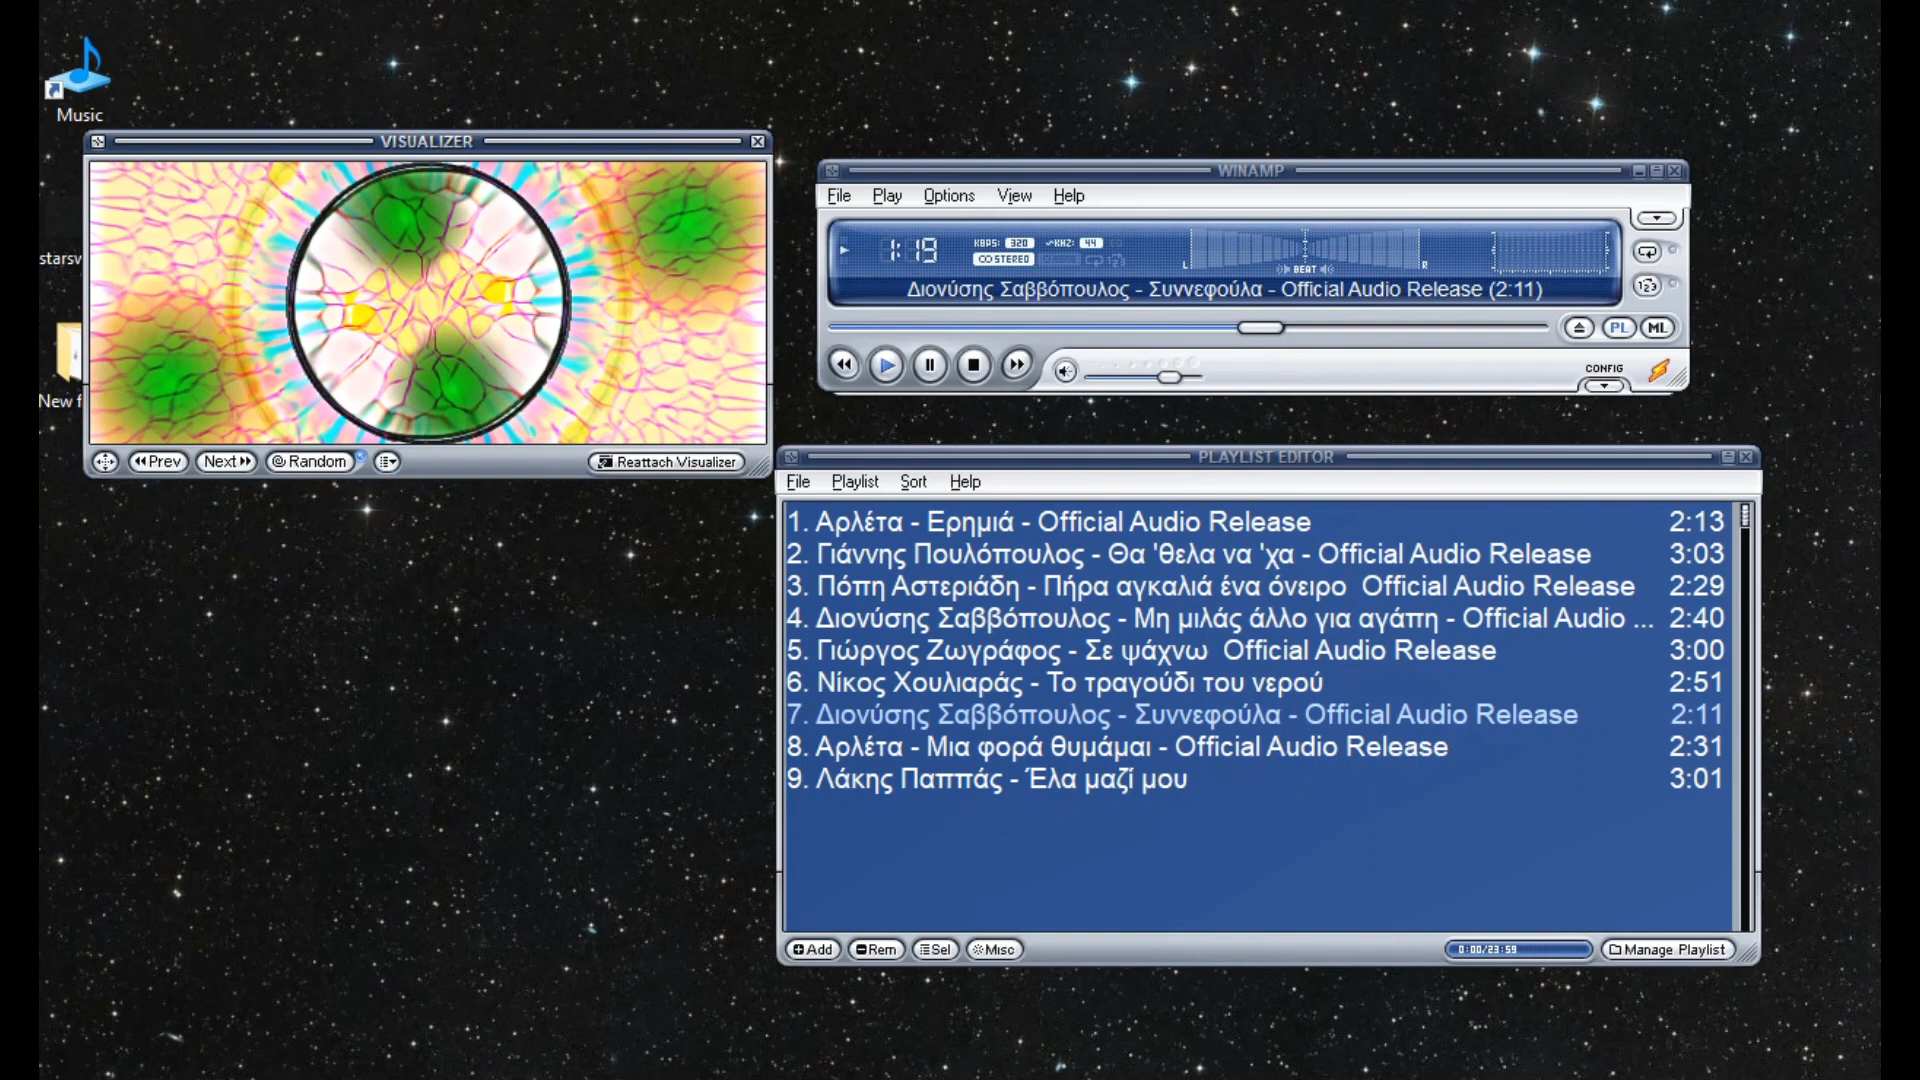 Music
VISUALIZER
starsw
New f
Prev
Next
Random
Reattach Visualizer
WINAMP
File Play Options View Help
1:19
KBPS: 320 KHZ: 44 EQ
STEREO
L R
BEAT
Διονύσης Σαββόπουλος - Συννεφούλα - Official Audio Release (2:11)
123
PL ML
CONFIG
PLAYLIST EDITOR
File Playlist Sort Help
1. Αρλέτα - Ερημιά - Official Audio Release 2:13
2. Γιάννης Πουλόπουλος - Θα 'θελα να 'χα - Official Audio Release 3:03
3. Πόπη Αστεριάδη - Πήρα αγκαλιά ένα όνειρο  Official Audio Release 2:29
4. Διονύσης Σαββόπουλος - Μη μιλάς άλλο για αγάπη - Official Audio ... 2:40
5. Γιώργος Ζωγράφος - Σε ψάχνω  Official Audio Release 3:00
6. Νίκος Χουλιαράς - Το τραγούδι του νερού 2:51
7. Διονύσης Σαββόπουλος - Συννεφούλα - Official Audio Release 2:11
8. Αρλέτα - Μια φορά θυμάμαι - Official Audio Release 2:31
9. Λάκης Παππάς - Έλα μαζί μου 3:01
Add Rem Sel Misc
0:00/23:59
Manage Playlist